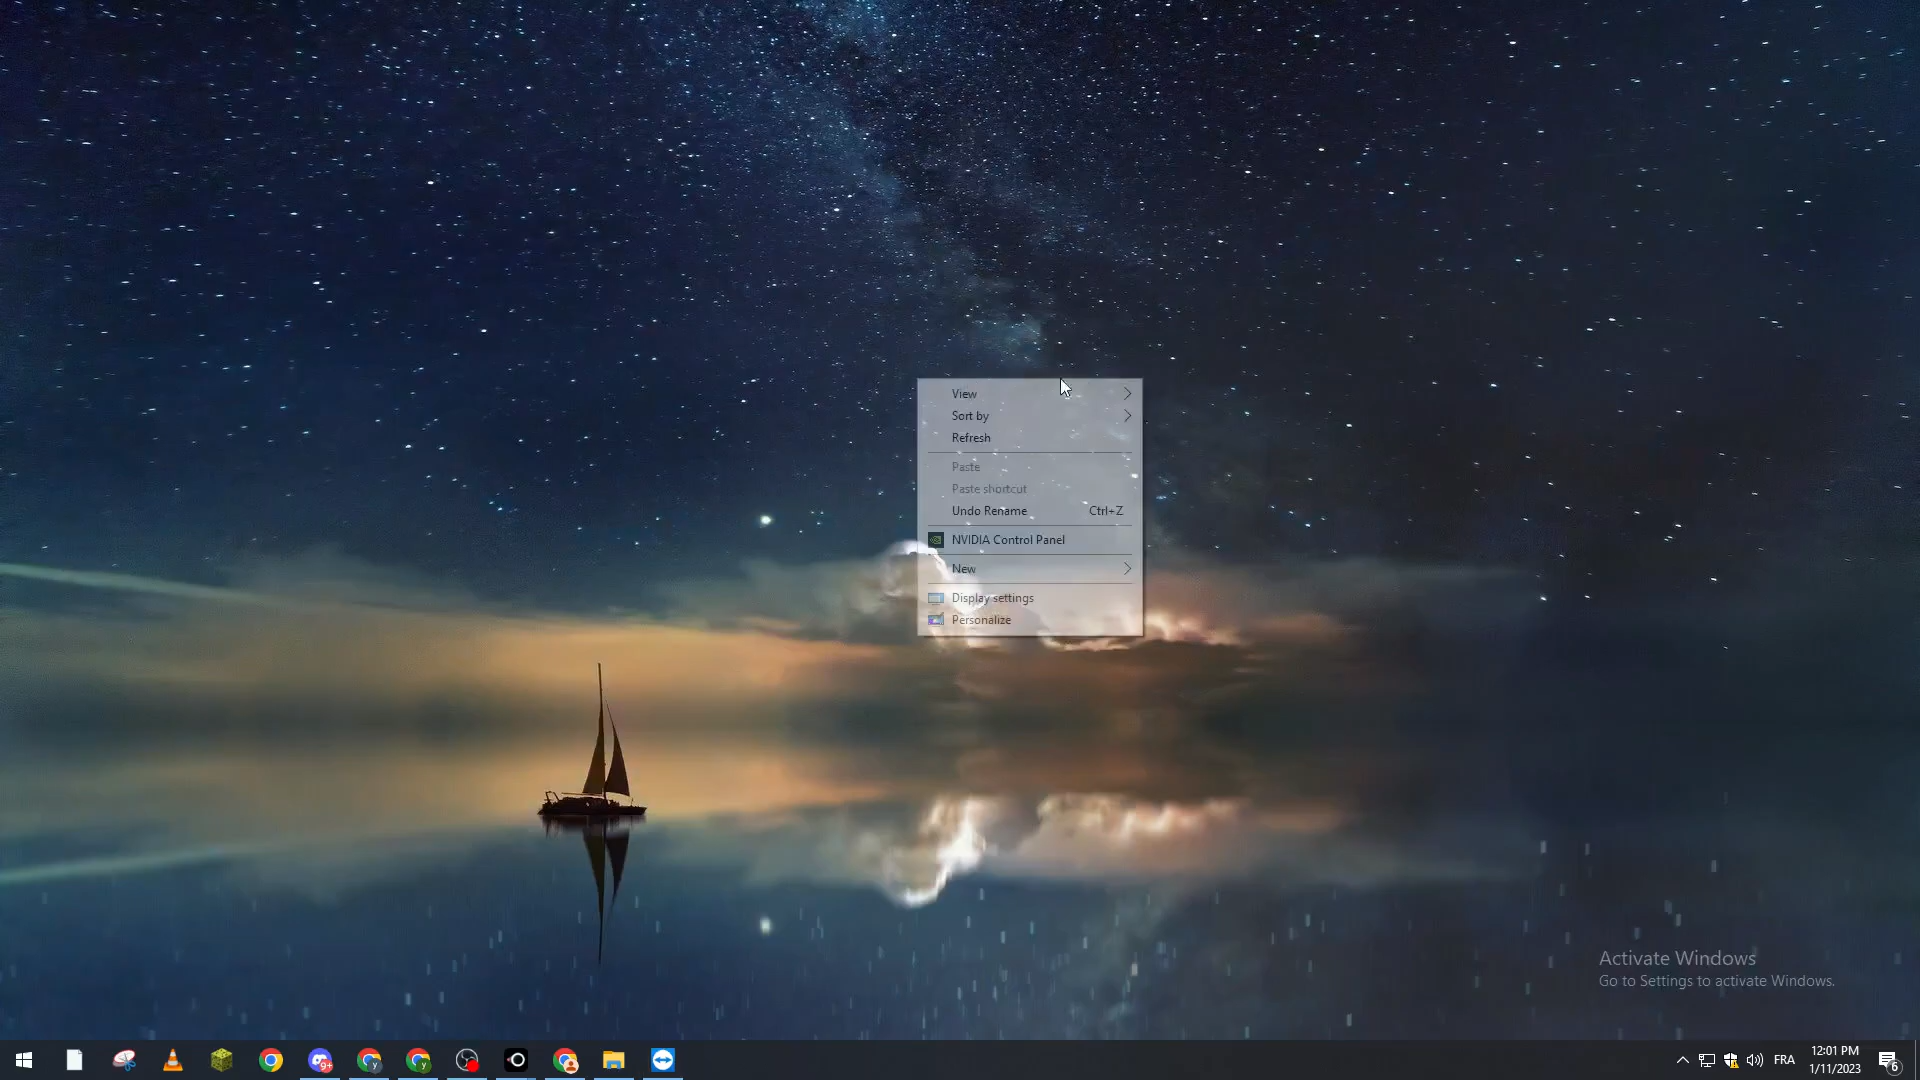 View
Sort by
Refresh
Paste
Paste shortcut
Undo Rename Ctrl+Z
NVIDIA Control Panel
New
Display settings
Personalize
Activate Windows
Go to Settings to activate Windows.
9+
y
y
FRA
12:01 PM
1/11/2023
6